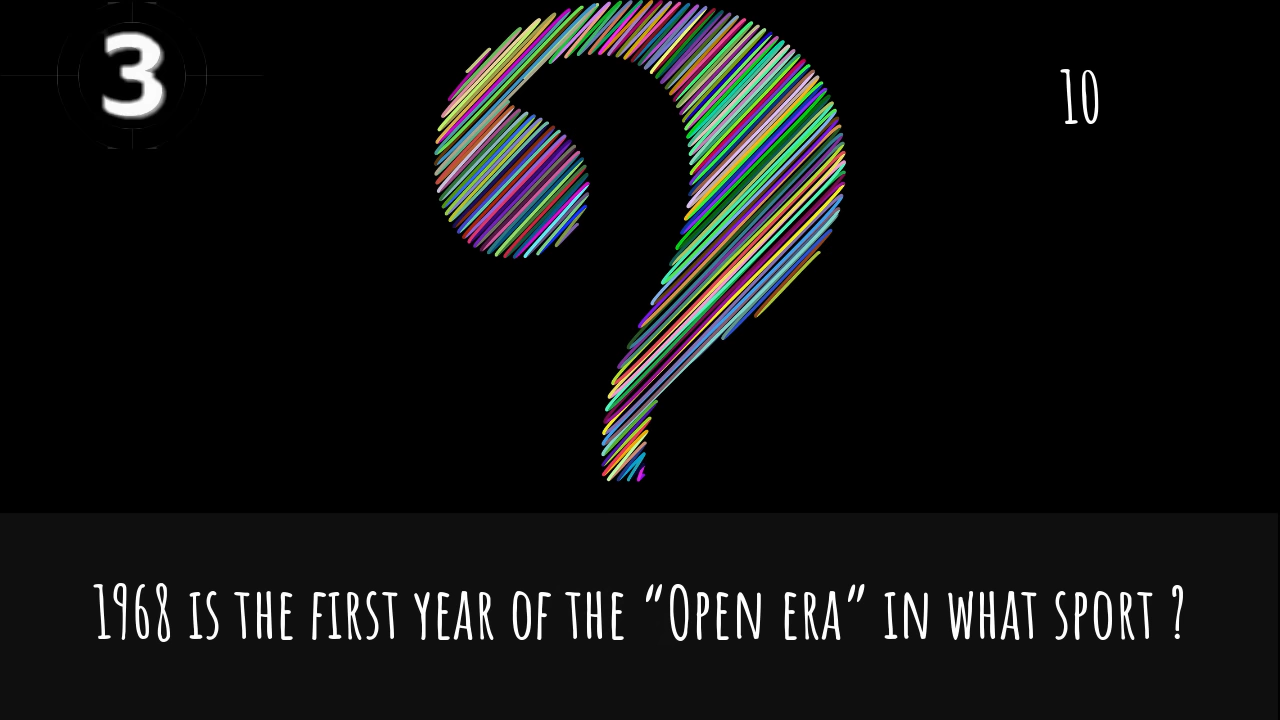 3
10
1968 is the first year of the “Open era” in what sport ?